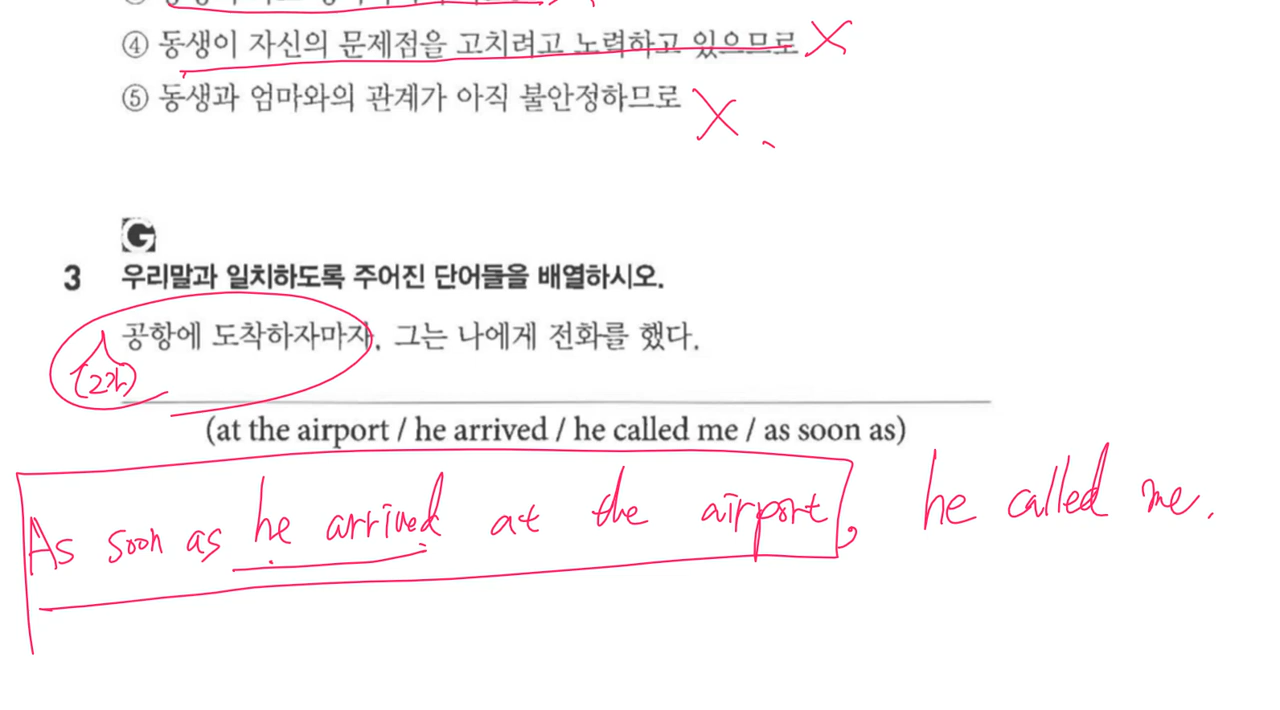 ④ 동생이 자신의 문제점을 고치려고 노력하고 있으므로 X
⑤ 동생과 엄마와의 관계가 아직 불안정하므로 X
G
3 우리말과 일치하도록 주어진 단어들을 배열하시오.
공항에 도착하자마자, 그는 나에게 전화를 했다.
(그가)
(at the airport / he arrived / he called me / as soon as)
As soon as he arrived at the airport, he called me.